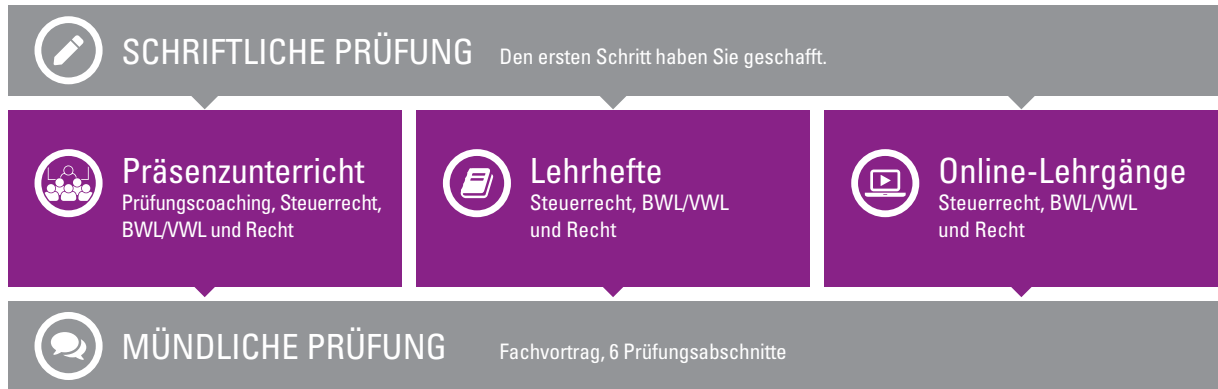 SCHRIFTLICHE PRÜFUNG Den ersten Schritt haben Sie geschafft.
Präsenzunterricht
Prüfungscoaching, Steuerrecht,
BWL/VWL und Recht
Lehrhefte
Steuerrecht, BWL/VWL
und Recht
Online-Lehrgänge
Steuerrecht, BWL/VWL
und Recht
MÜNDLICHE PRÜFUNG Fachvortrag, 6 Prüfungsabschnitte